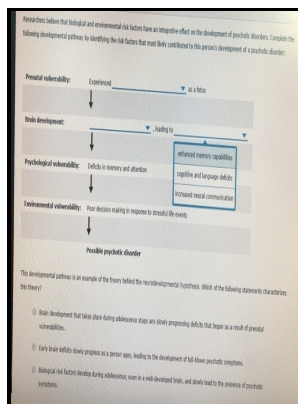 Researchers believe that biological and environmental risk factors have an integrative effect on the development of psychotic disorders. Complete the
following developmental pathway by identifying the risk factors that most likely contributed to this person's development of a psychotic disorder:
Prenatal vulnerability: Experienced as a fetus
Brain development: , leading to
enhanced memory capabilities
cognitive and language deficits
increased neural communication
Psychological vulnerability: Deficits in memory and attention
Environmental vulnerability: Poor decision making in response to stressful life events
Possible psychotic disorder
This developmental pathway is an example of the theory behind the neurodevelopmental hypothesis. Which of the following statements characterizes
this theory?
Brain development that takes place during adolescence stops any slowly progressing deficits that began as a result of prenatal
vulnerabilities.
Early brain deficits slowly progress as a person ages, leading to the development of full-blown psychotic symptoms.
Biological risk factors develop during adolescence, even in a well-developed brain, and slowly lead to the presence of psychotic
symptoms.